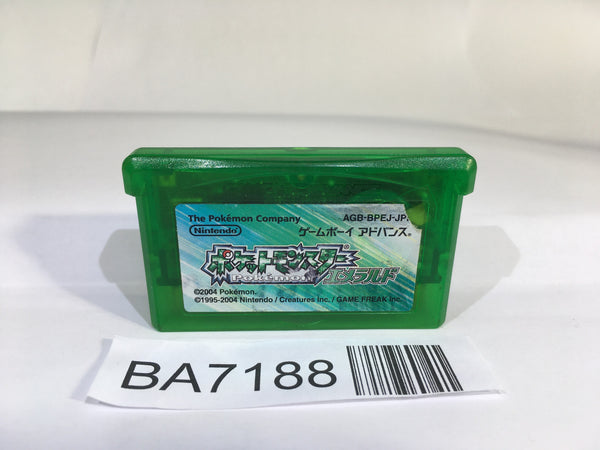 The Pokémon Company
AGB-BPEJ-JP
Nintendo
ゲームボーイ アドバンス®
ポケットモンスター®
POKÉMON
エメラルド
©2004 Pokémon.
©1995-2004 Nintendo / Creatures inc. / GAME FREAK inc.
BA7188